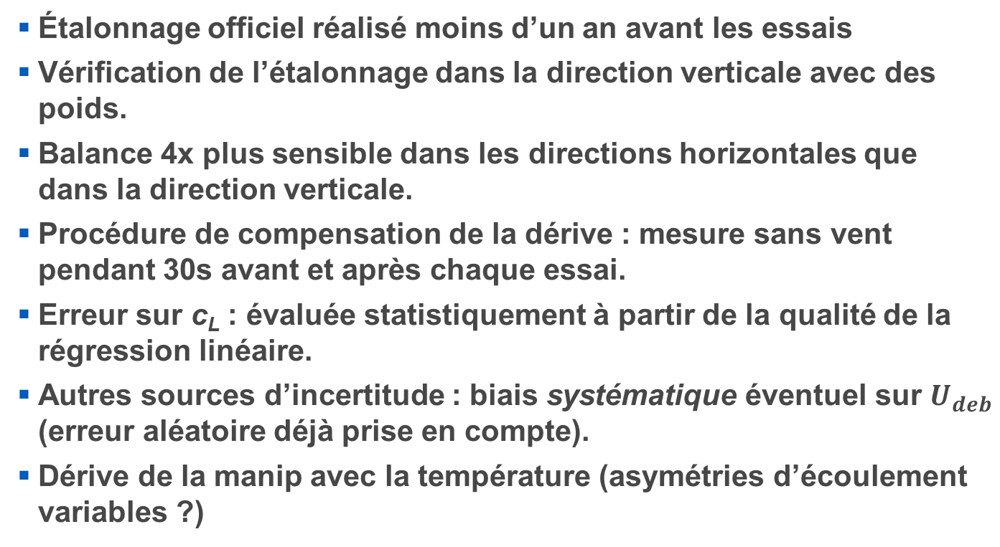 ▪ Étalonnage officiel réalisé moins d’un an avant les essais
▪ Vérification de l’étalonnage dans la direction verticale avec des
poids.
▪ Balance 4x plus sensible dans les directions horizontales que
dans la direction verticale.
▪ Procédure de compensation de la dérive : mesure sans vent
pendant 30s avant et après chaque essai.
▪ Erreur sur c_L : évaluée statistiquement à partir de la qualité de la
régression linéaire.
▪ Autres sources d’incertitude : biais systématique éventuel sur U_deb
(erreur aléatoire déjà prise en compte).
▪ Dérive de la manip avec la température (asymétries d’écoulement
variables ?)